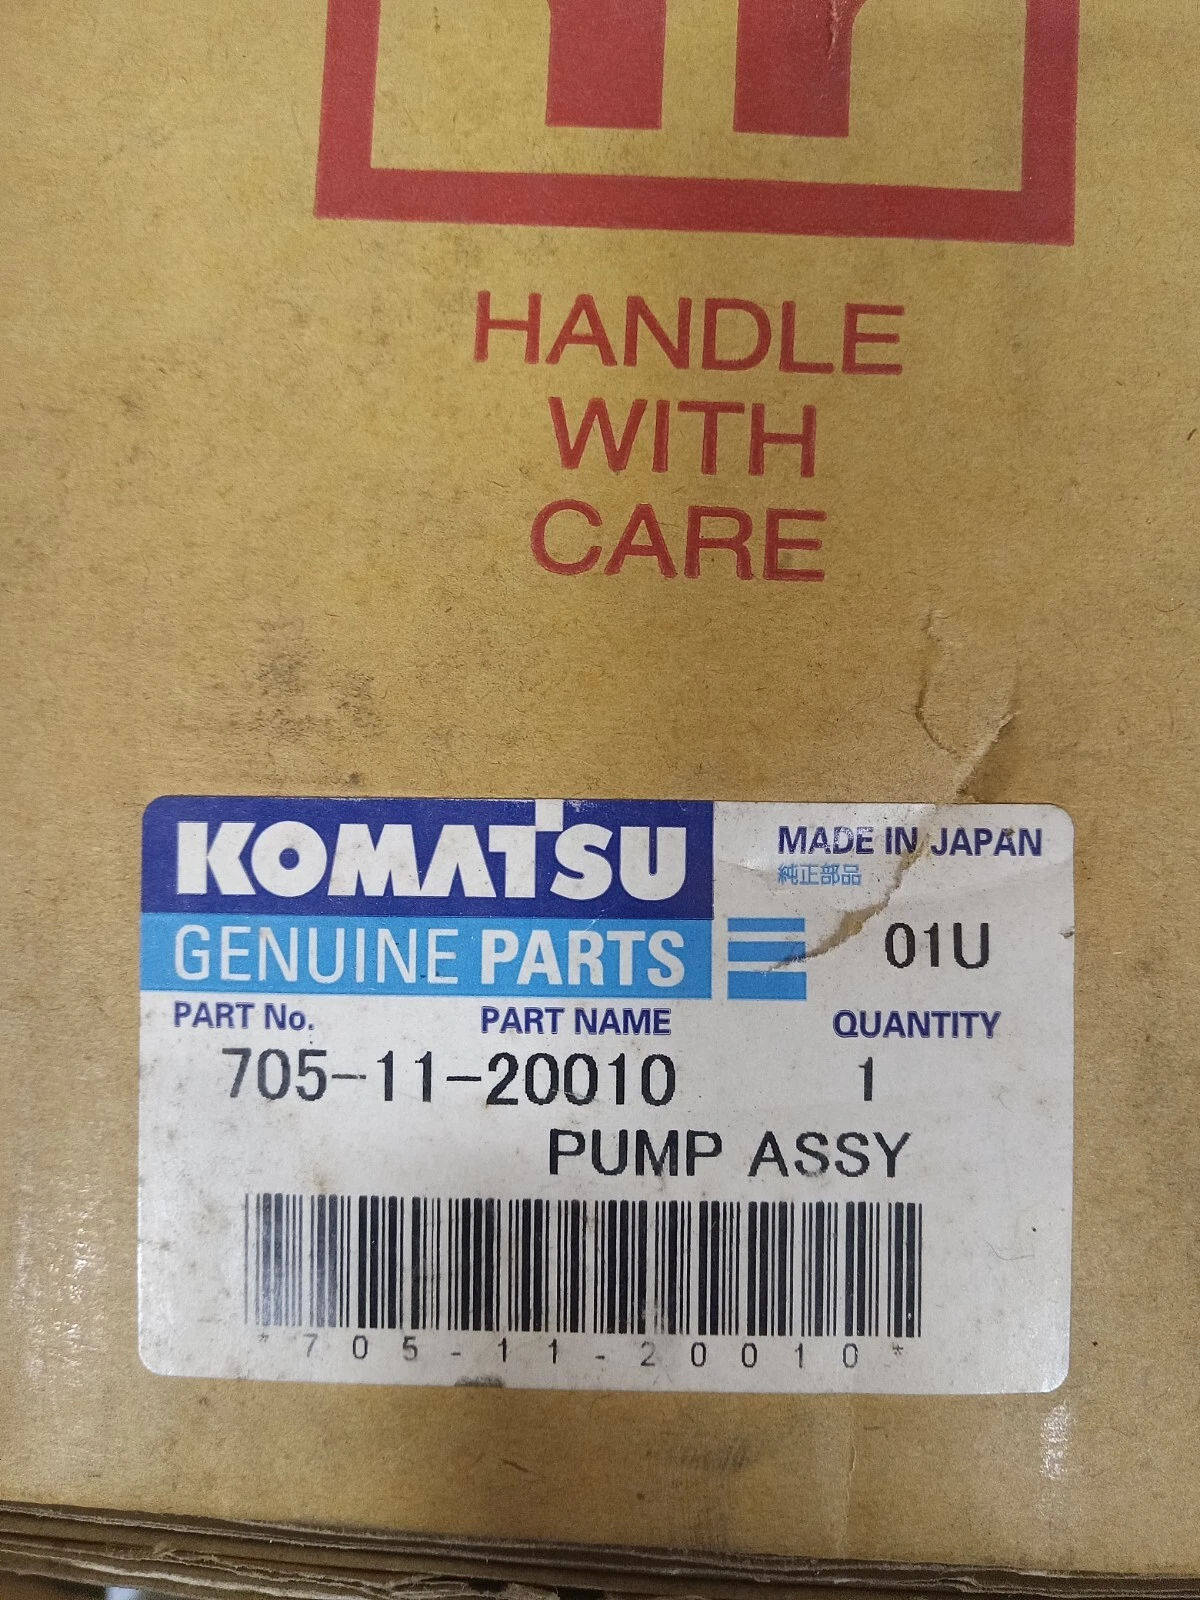 HANDLE
WITH
CARE
KOMATSU
GENUINE PARTS
MADE IN JAPAN
純正部品
01U
PART No. PART NAME QUANTITY
705-11-20010 1
PUMP ASSY
*705-11-20010*